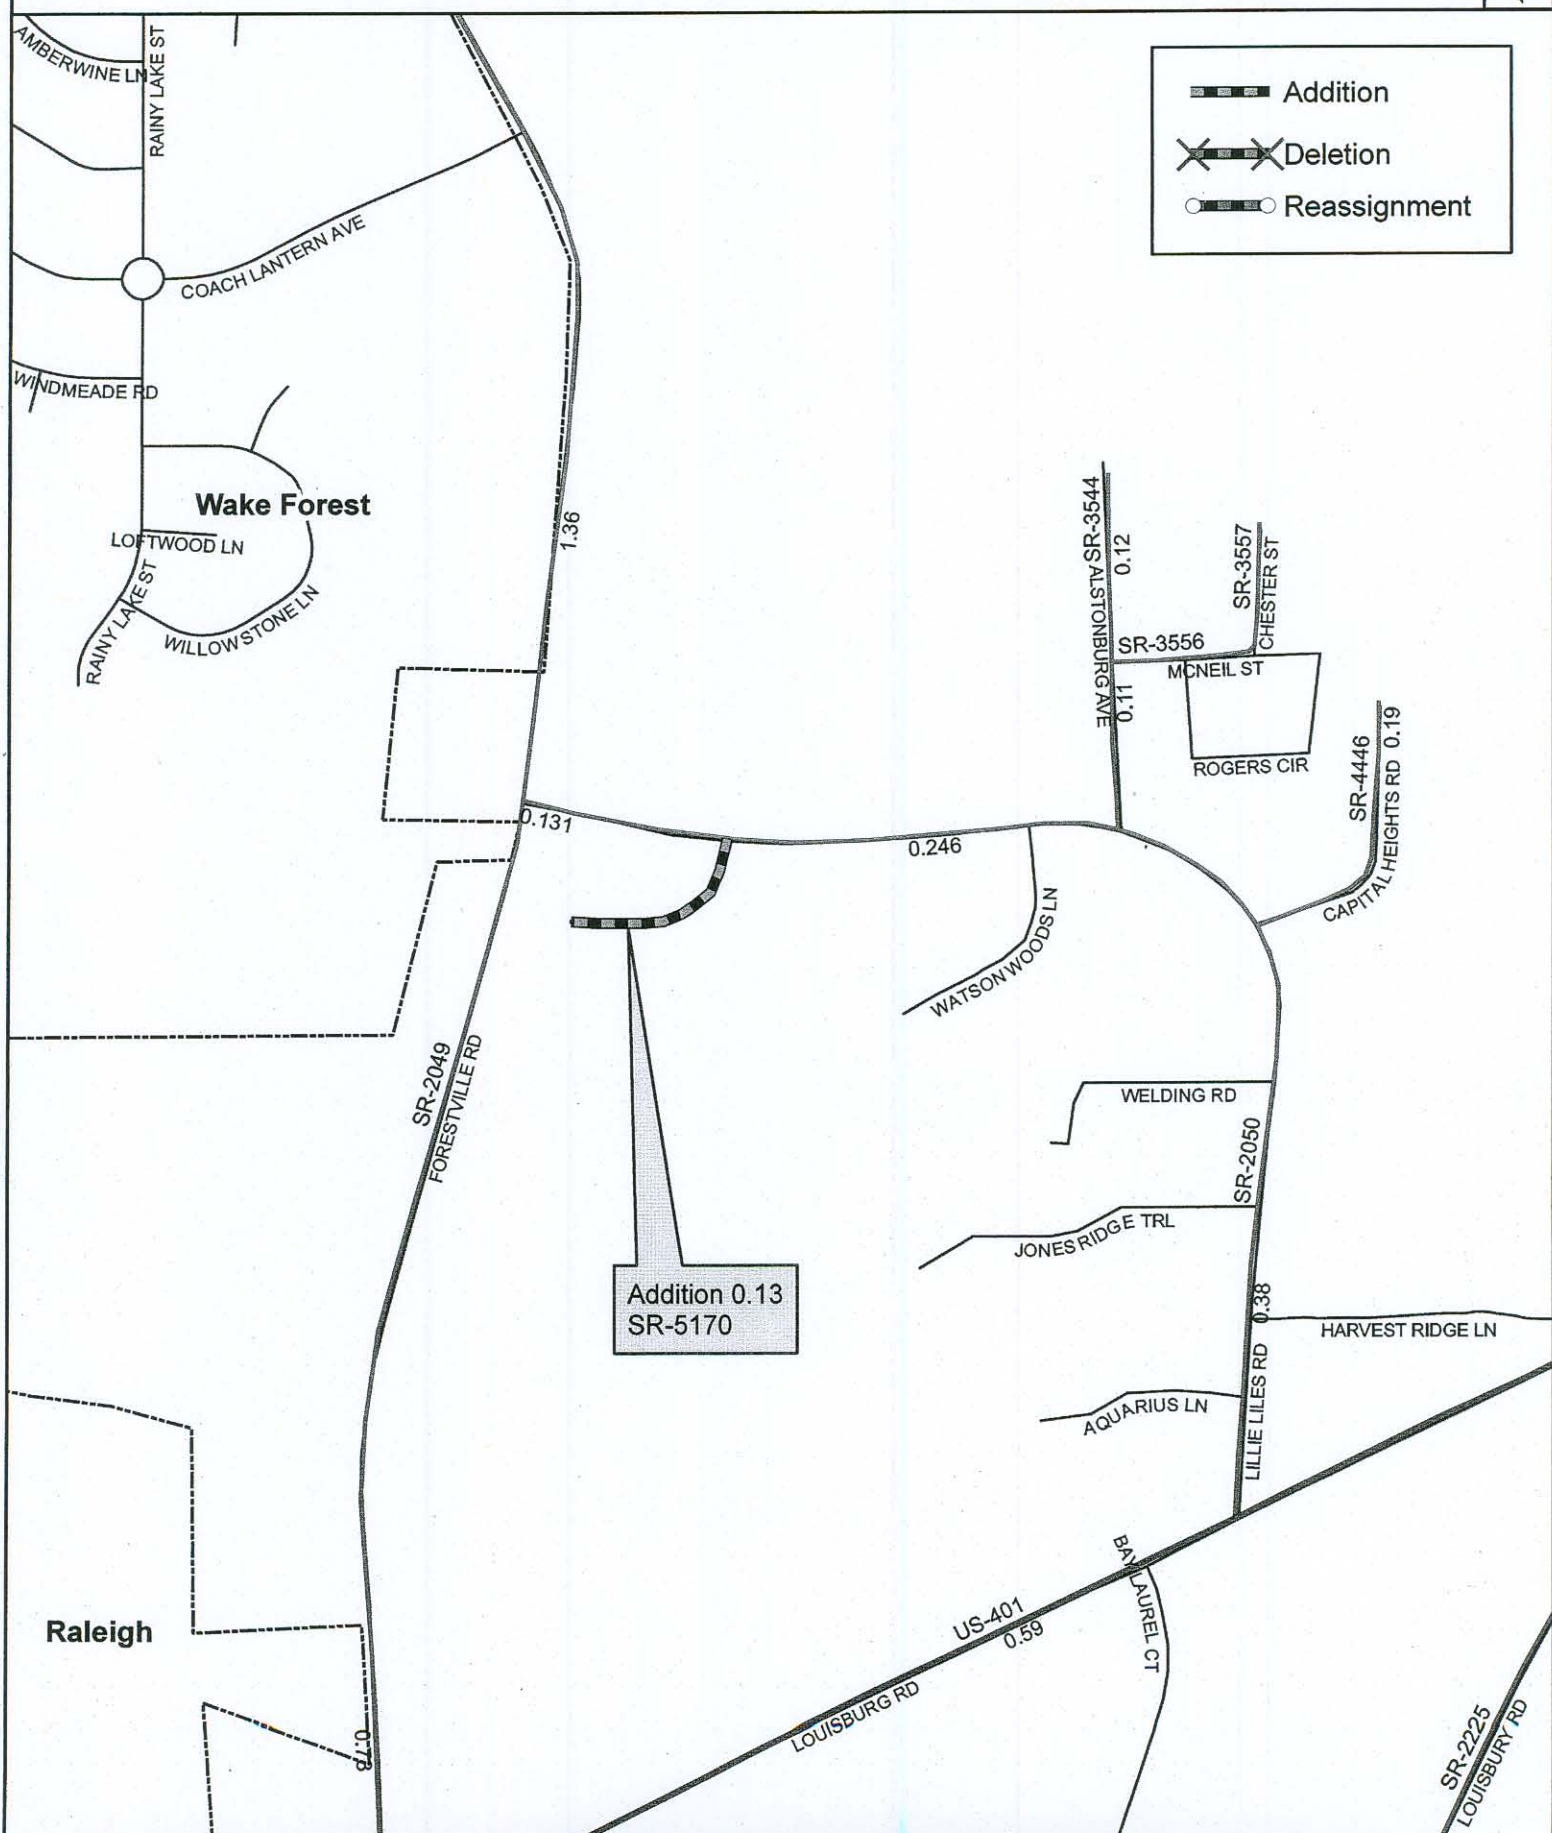 AMBERWINE LN
RAINY LAKE ST
Addition
Deletion
Reassignment
COACH LANTERN AVE
WINDMEADE RD
Wake Forest
LOFTWOOD LN
RAINY LAKE ST
WILLOWSTONE LN
1.36
SR-3544
ALSTONBURG AVE
0.12
SR-3557
CHESTER ST
SR-3556
MCNEIL ST
0.11
ROGERS CIR
SR-4446
CAPITAL HEIGHTS RD 0.19
0.131
0.246
WATSON WOODS LN
SR-2049
FORESTVILLE RD
WELDING RD
SR-2050
JONES RIDGE TRL
Addition 0.13
SR-5170
0.38
HARVEST RIDGE LN
AQUARIUS LN
LILLIE LILES RD
BAY LAUREL CT
US-401
0.59
LOUISBURG RD
Raleigh
0.78
SR-2225
LOUISBURY RD